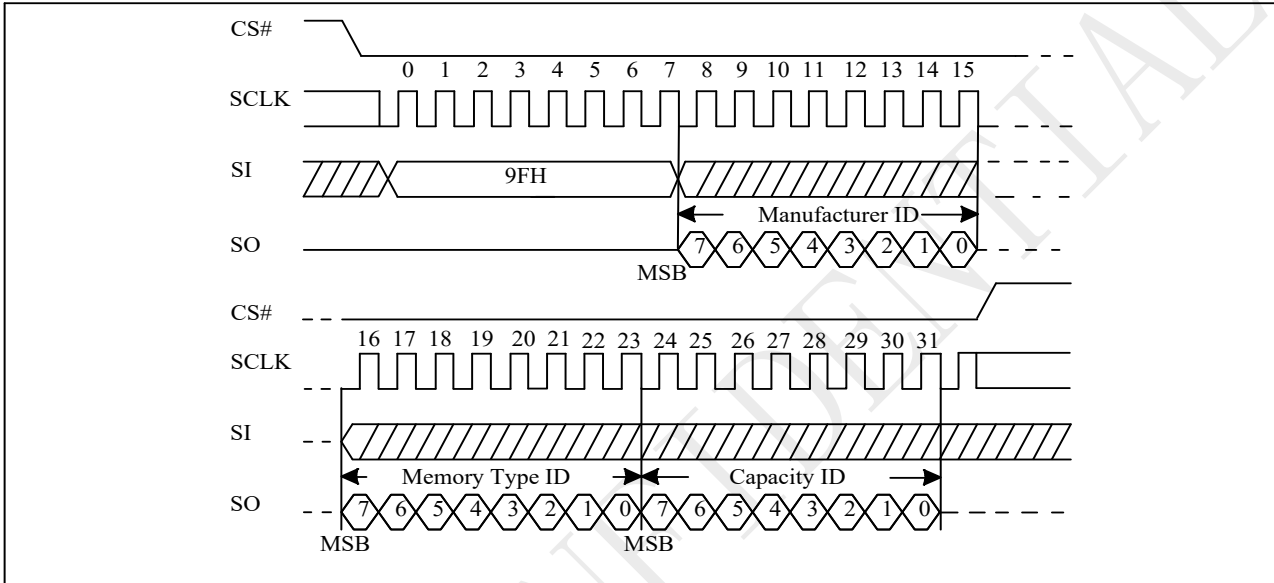 CS#
0 1 2 3 4 5 6 7 8 9 10 11 12 13 14 15
SCLK
SI 9FH
Manufacturer ID
SO 7 6 5 4 3 2 1 0
MSB
CS#
16 17 18 19 20 21 22 23 24 25 26 27 28 29 30 31
SCLK
SI
Memory Type ID Capacity ID
SO 7 6 5 4 3 2 1 0 7 6 5 4 3 2 1 0
MSB MSB
NFIDENTIAL